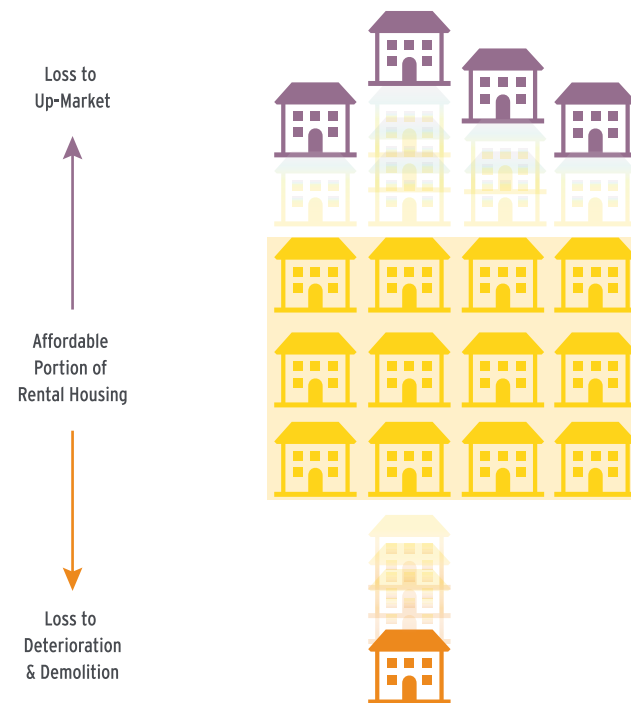 Loss to
Up-Market
Affordable
Portion of
Rental Housing
Loss to
Deterioration
& Demolition